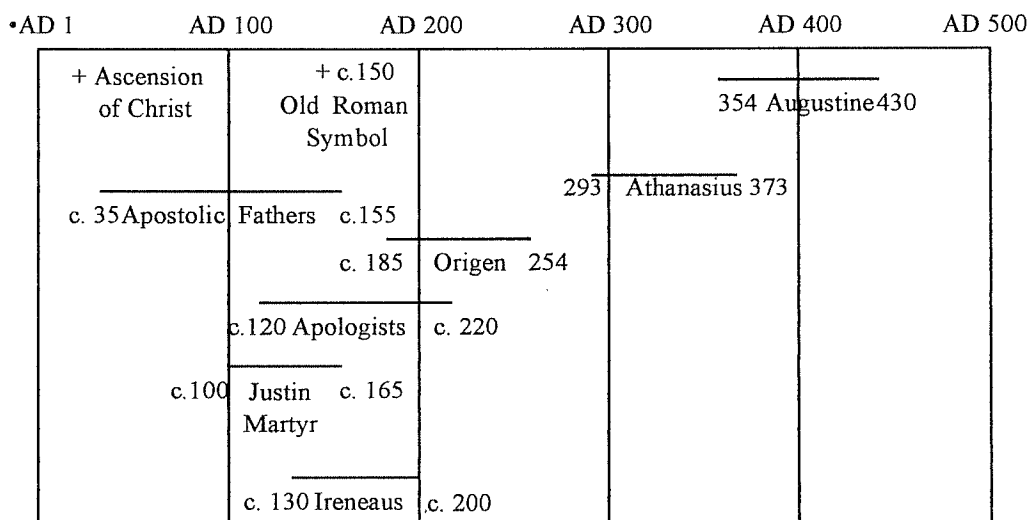 •AD 1 AD 100 AD 200 AD 300 AD 400 AD 500
+ Ascension
of Christ
+ c.150
Old Roman
Symbol
354 Augustine 430
293 Athanasius 373
c. 35 Apostolic Fathers c.155
c. 185 Origen 254
c.120 Apologists c. 220
c.100 Justin
Martyr
c. 165
c. 130 Ireneaus c. 200